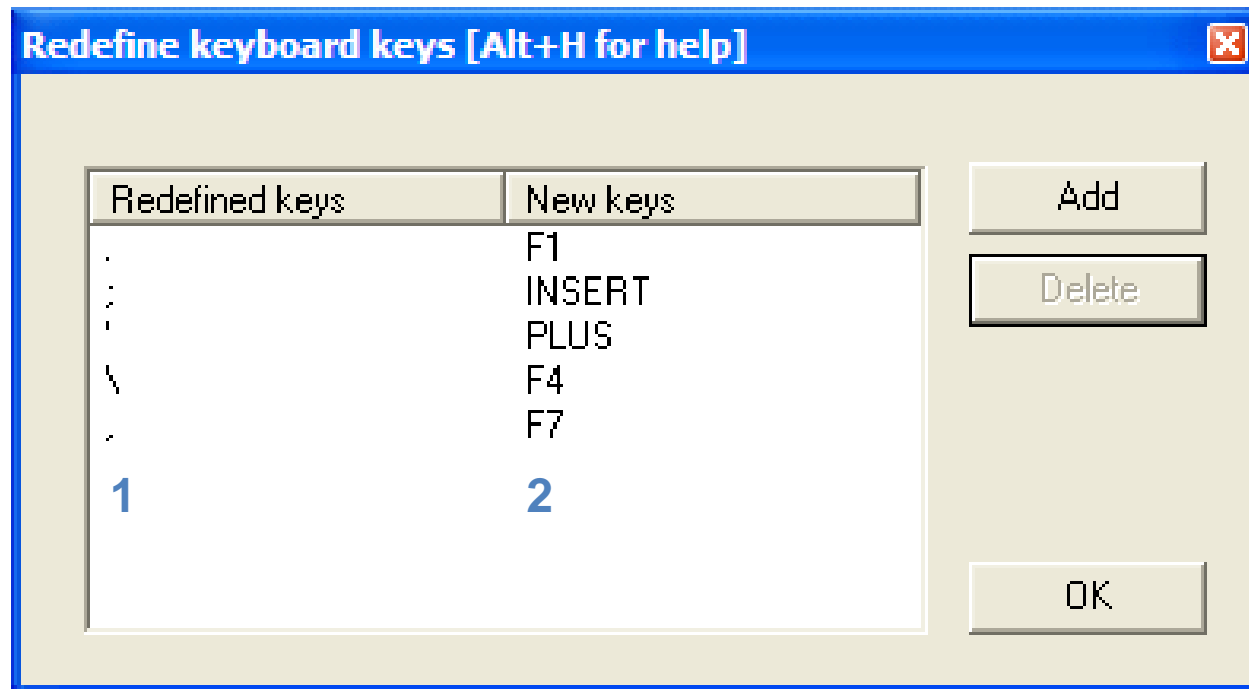 Redefine keyboard keys [Alt+H for help]
Redefined keys New keys Add
. F1
; INSERT Delete
' PLUS
\ F4
, F7
1 2
OK